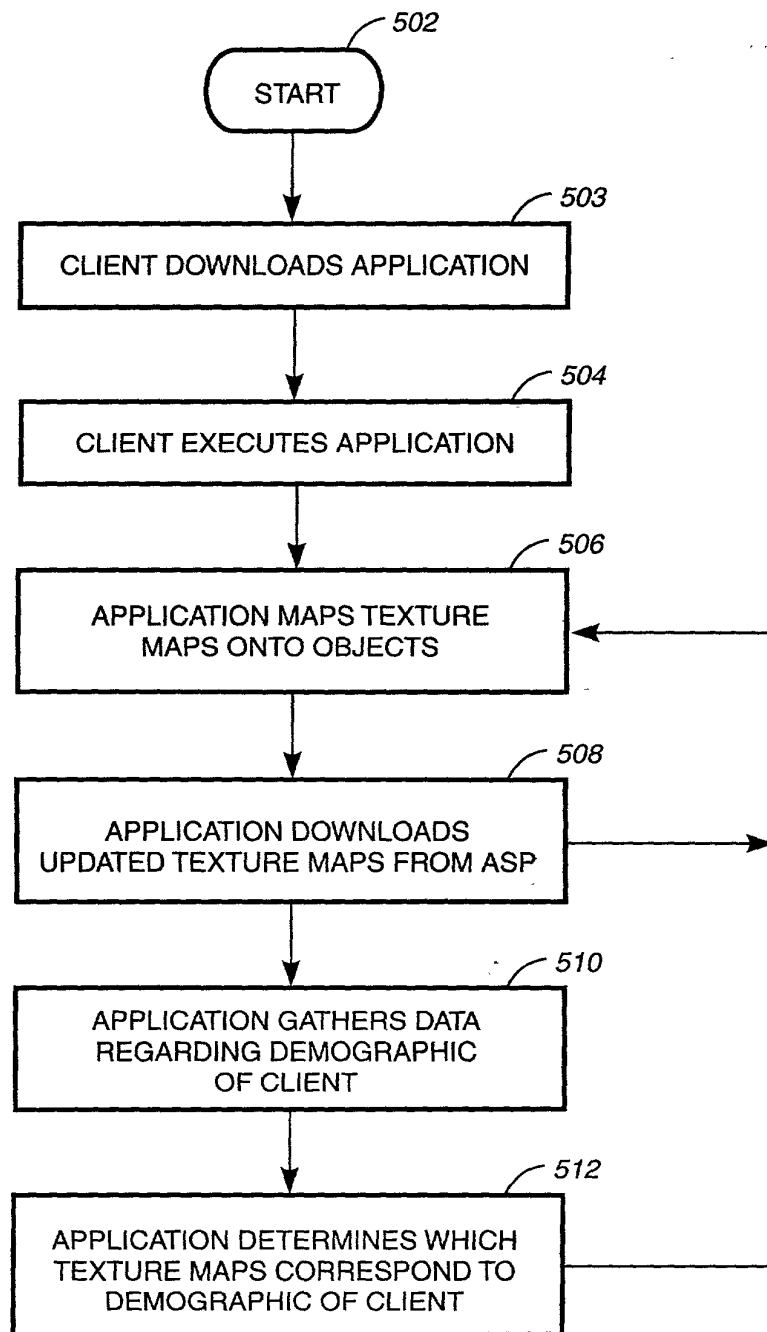 502
START
503
CLIENT DOWNLOADS APPLICATION
504
CLIENT EXECUTES APPLICATION
506
APPLICATION MAPS TEXTURE
MAPS ONTO OBJECTS
508
APPLICATION DOWNLOADS
UPDATED TEXTURE MAPS FROM ASP
510
APPLICATION GATHERS DATA
REGARDING DEMOGRAPHIC
OF CLIENT
512
APPLICATION DETERMINES WHICH
TEXTURE MAPS CORRESPOND TO
DEMOGRAPHIC OF CLIENT